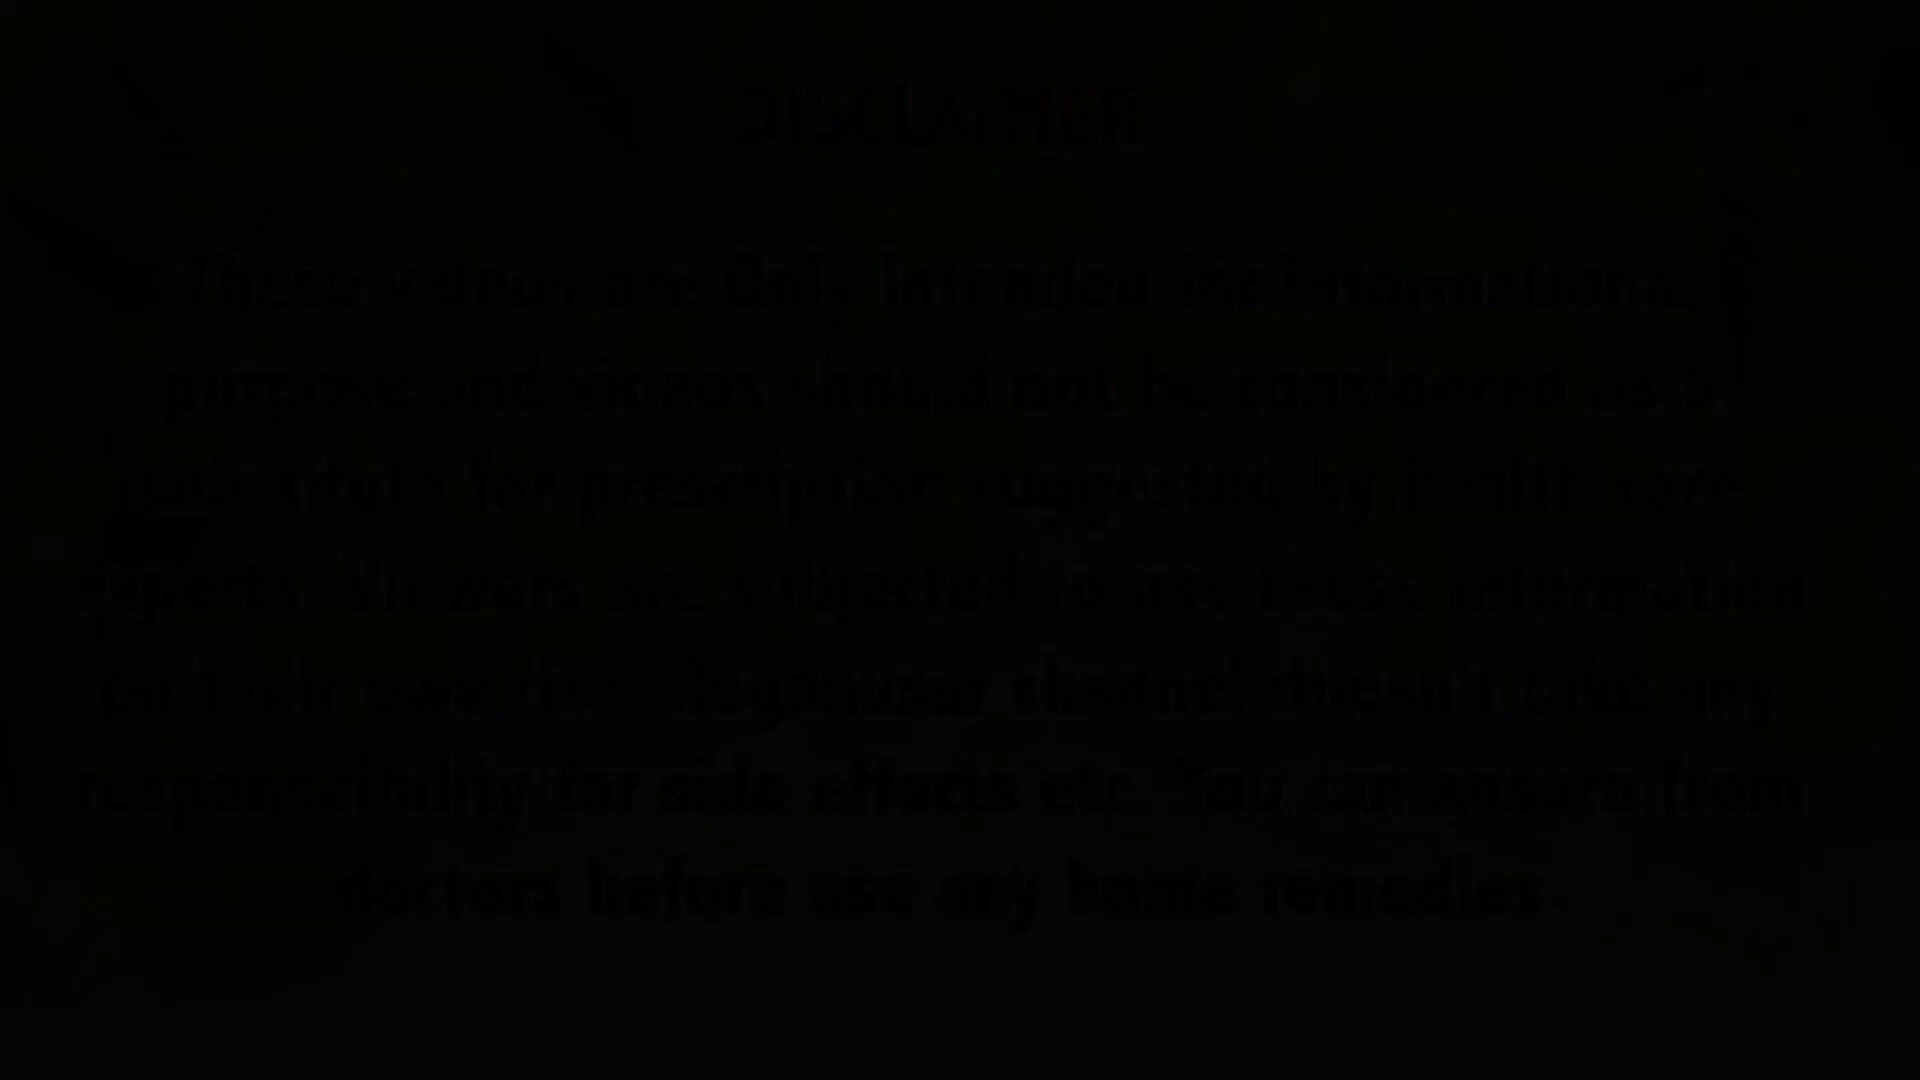 DISCLAIMER
These videos are Only intended for informational
purpose and videos should not be considered as a
substitute for prescription suggested by health care
experts. Viewers are subjected to use these information
on their own risk. channel doesn't take any
responsibility for side effects etc. You can ensure from
doctors before use any home remedies